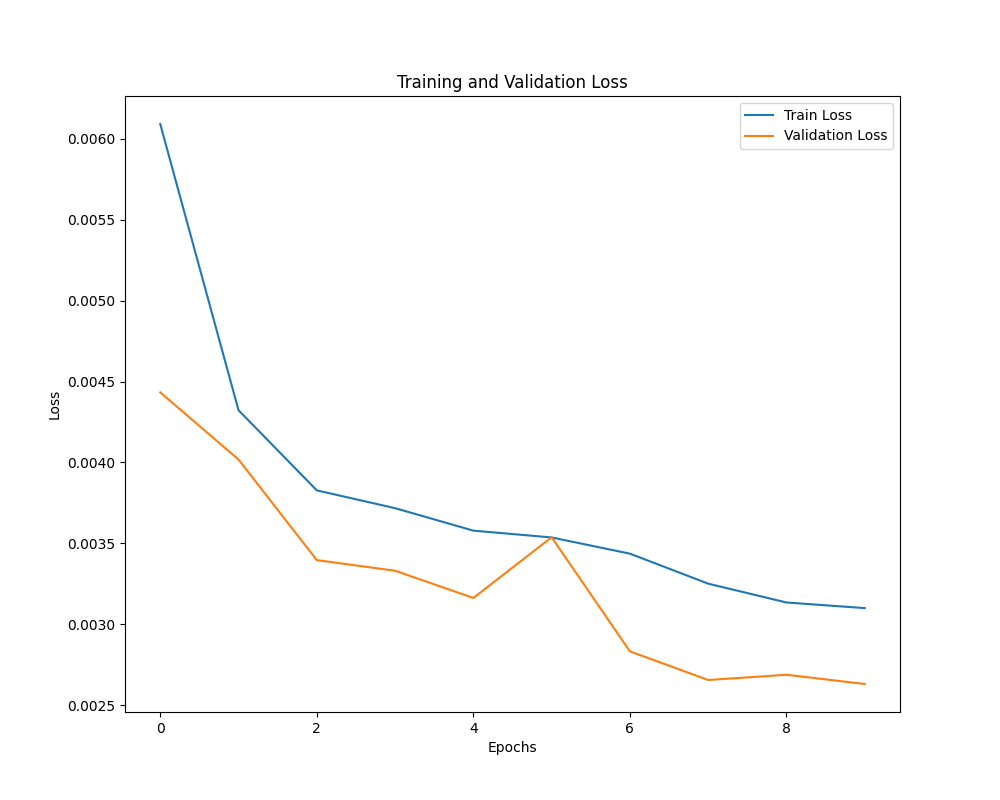 Training and Validation Loss
Train Loss
Validation Loss
0.0060
0.0055
0.0050
0.0045
0.0040
0.0035
0.0030
0.0025
Loss
0 2 4 6 8
Epochs